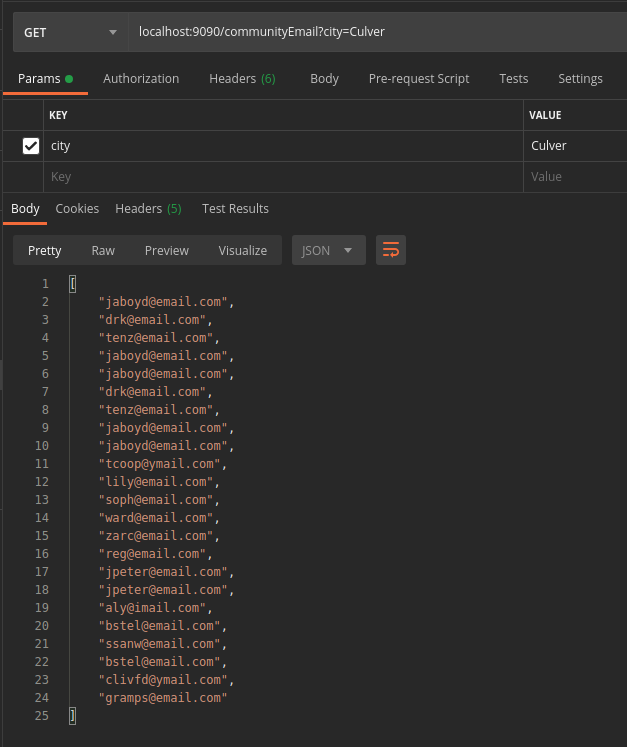 GET localhost:9090/communityEmail?city=Culver
Params Authorization Headers (6) Body Pre-request Script Tests Settings
KEY VALUE
city Culver
Key Value
Body Cookies Headers (5) Test Results
Pretty Raw Preview Visualize JSON
1 [
2 "jaboyd@email.com",
3 "drk@email.com",
4 "tenz@email.com",
5 "jaboyd@email.com",
6 "jaboyd@email.com",
7 "drk@email.com",
8 "tenz@email.com",
9 "jaboyd@email.com",
10 "jaboyd@email.com",
11 "tcoop@ymail.com",
12 "lily@email.com",
13 "soph@email.com",
14 "ward@email.com",
15 "zarc@email.com",
16 "reg@email.com",
17 "jpeter@email.com",
18 "jpeter@email.com",
19 "aly@imail.com",
20 "bstel@email.com",
21 "ssanw@email.com",
22 "bstel@email.com",
23 "clivfd@ymail.com",
24 "gramps@email.com"
25 ]